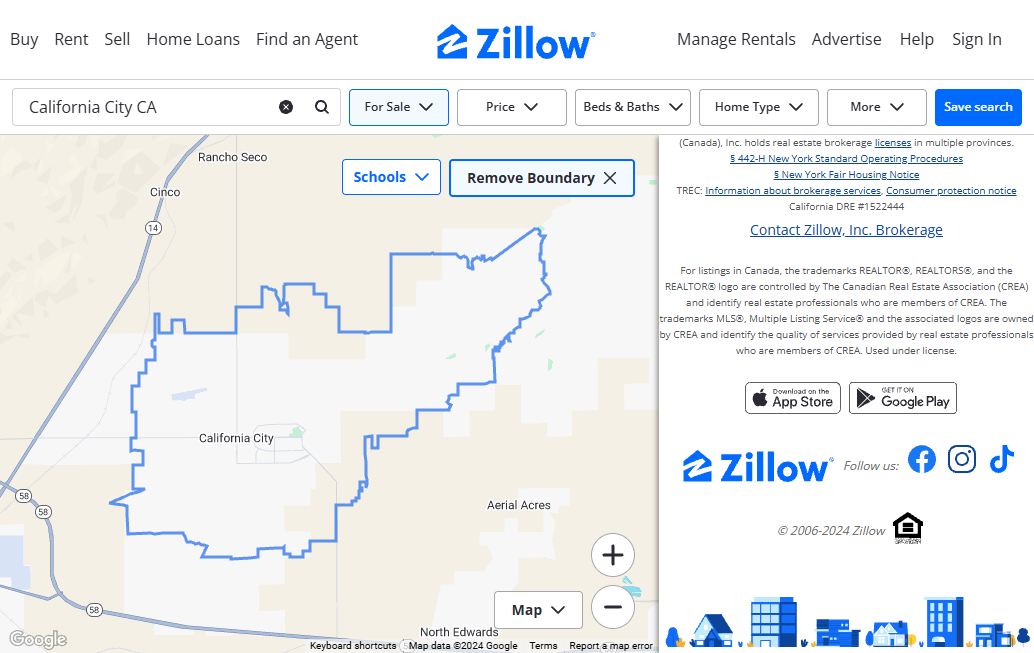 Buy Rent Sell Home Loans Find an Agent
Zillow
Manage Rentals Advertise Help Sign In
California City CA
For Sale
Price
Beds & Baths
Home Type
More
Save search
Rancho Seco
Cinco
14
Schools
Remove Boundary
California City
58
58
Aerial Acres
58
Map
North Edwards
Google
Keyboard shortcuts
Map data ©2024 Google
Terms
Report a map error
(Canada), Inc. holds real estate brokerage licenses in multiple provinces.
§ 442-H New York Standard Operating Procedures
§ New York Fair Housing Notice
TREC: Information about brokerage services, Consumer protection notice
California DRE #1522444
Contact Zillow, Inc. Brokerage
For listings in Canada, the trademarks REALTOR®, REALTORS®, and the
REALTOR® logo are controlled by The Canadian Real Estate Association (CREA)
and identify real estate professionals who are members of CREA. The
trademarks MLS®, Multiple Listing Service® and the associated logos are owned
by CREA and identify the quality of services provided by real estate professionals
who are members of CREA. Used under license.
Download on the
App Store
GET IT ON
Google Play
Zillow
Follow us:
© 2006-2024 Zillow